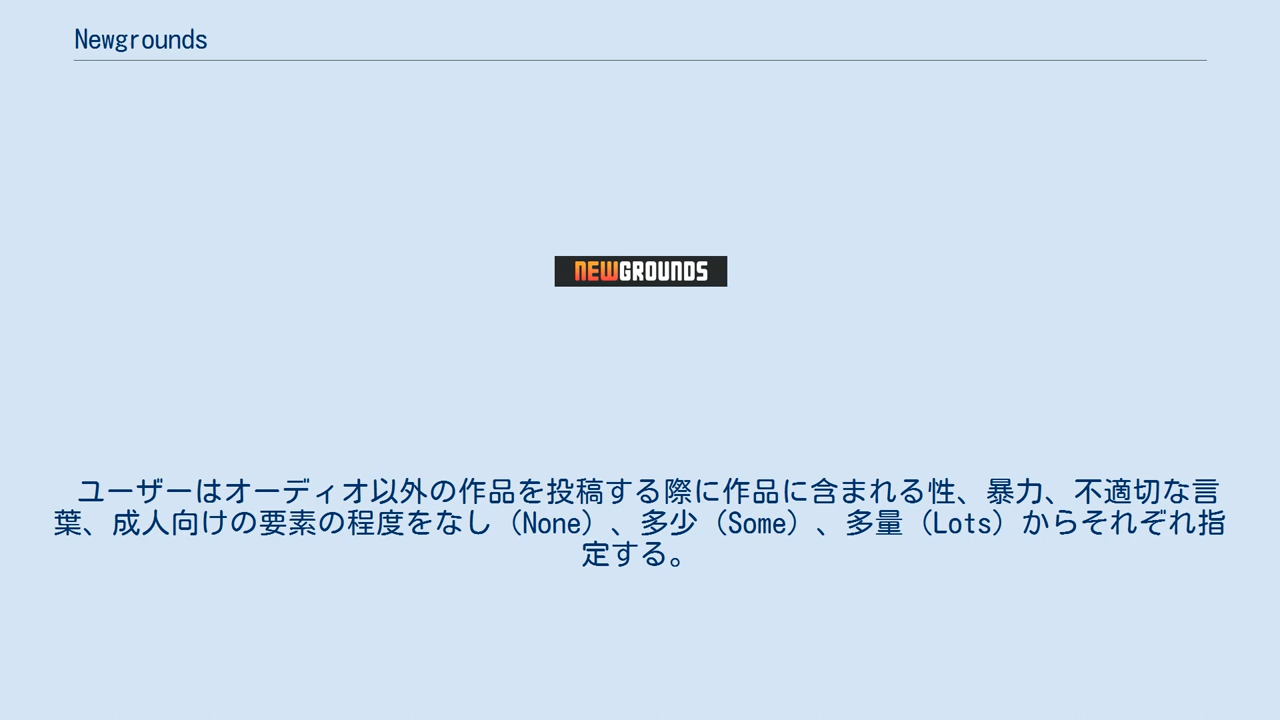 Newgrounds
NEWGROUNDS
ユーザーはオーディオ以外の作品を投稿する際に作品に含まれる性、暴力、不適切な言
葉、成人向けの要素の程度をなし（None）、多少（Some）、多量（Lots）からそれぞれ指
定する。